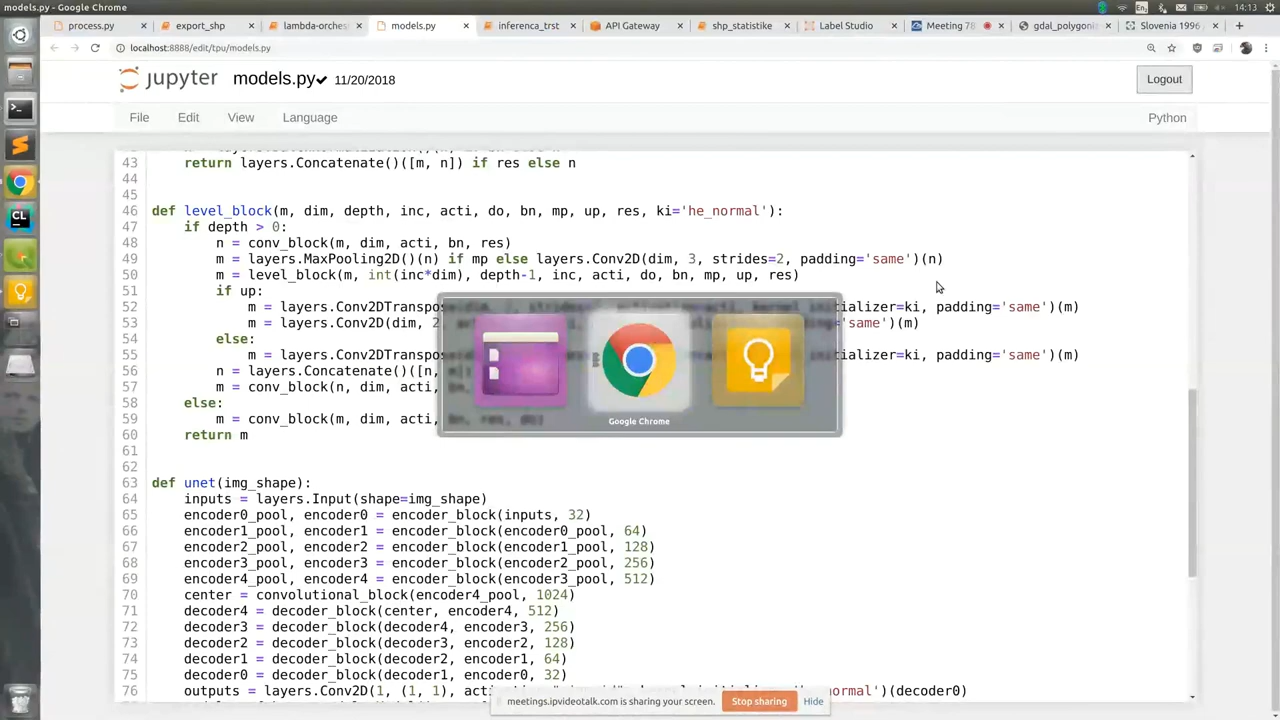 models.py - Google Chrome
14:13
process.py
export_shp
lambda-orches
models.py
inferenca_trst
API Gateway
shp_statistike
Label Studio
Meeting 78
gdal_polygoni
Slovenia 1996
localhost:8888/edit/tpu/models.py
jupyter models.py 11/20/2018 Logout
File Edit View Language Python
43 return layers.Concatenate()([m, n]) if res else n
44
45
46 def level_block(m, dim, depth, inc, acti, do, bn, mp, up, res, ki='he_normal'):
47 if depth > 0:
48 n = conv_block(m, dim, acti, bn, res)
49 m = layers.MaxPooling2D()(n) if mp else layers.Conv2D(dim, 3, strides=2, padding='same')(n)
50 m = level_block(m, int(inc*dim), depth-1, inc, acti, do, bn, mp, up, res)
51 if up:
52 m = layers.Conv2DTranspos initializer=ki, padding='same')(m)
53 m = layers.Conv2D(dim, 2, 'same')(m)
54 else:
55 m = layers.Conv2DTranspos initializer=ki, padding='same')(m)
56 n = layers.Concatenate()([n,
57 m = conv_block(n, dim, acti,
58 else:
59 m = conv_block(m, dim, acti,
60 return m
61
62
63 def unet(img_shape):
64 inputs = layers.Input(shape=img_shape)
65 encoder0_pool, encoder0 = encoder_block(inputs, 32)
66 encoder1_pool, encoder1 = encoder_block(encoder0_pool, 64)
67 encoder2_pool, encoder2 = encoder_block(encoder1_pool, 128)
68 encoder3_pool, encoder3 = encoder_block(encoder2_pool, 256)
69 encoder4_pool, encoder4 = encoder_block(encoder3_pool, 512)
70 center = convolutional_block(encoder4_pool, 1024)
71 decoder4 = decoder_block(center, encoder4, 512)
72 decoder3 = decoder_block(decoder4, encoder3, 256)
73 decoder2 = decoder_block(decoder3, encoder2, 128)
74 decoder1 = decoder_block(decoder2, encoder1, 64)
75 decoder0 = decoder_block(decoder1, encoder0, 32)
76 outputs = layers.Conv2D(1, (1, 1), normal')(decoder0)
Google Chrome
meetings.ipvideotalk.com is sharing your screen. Stop sharing Hide